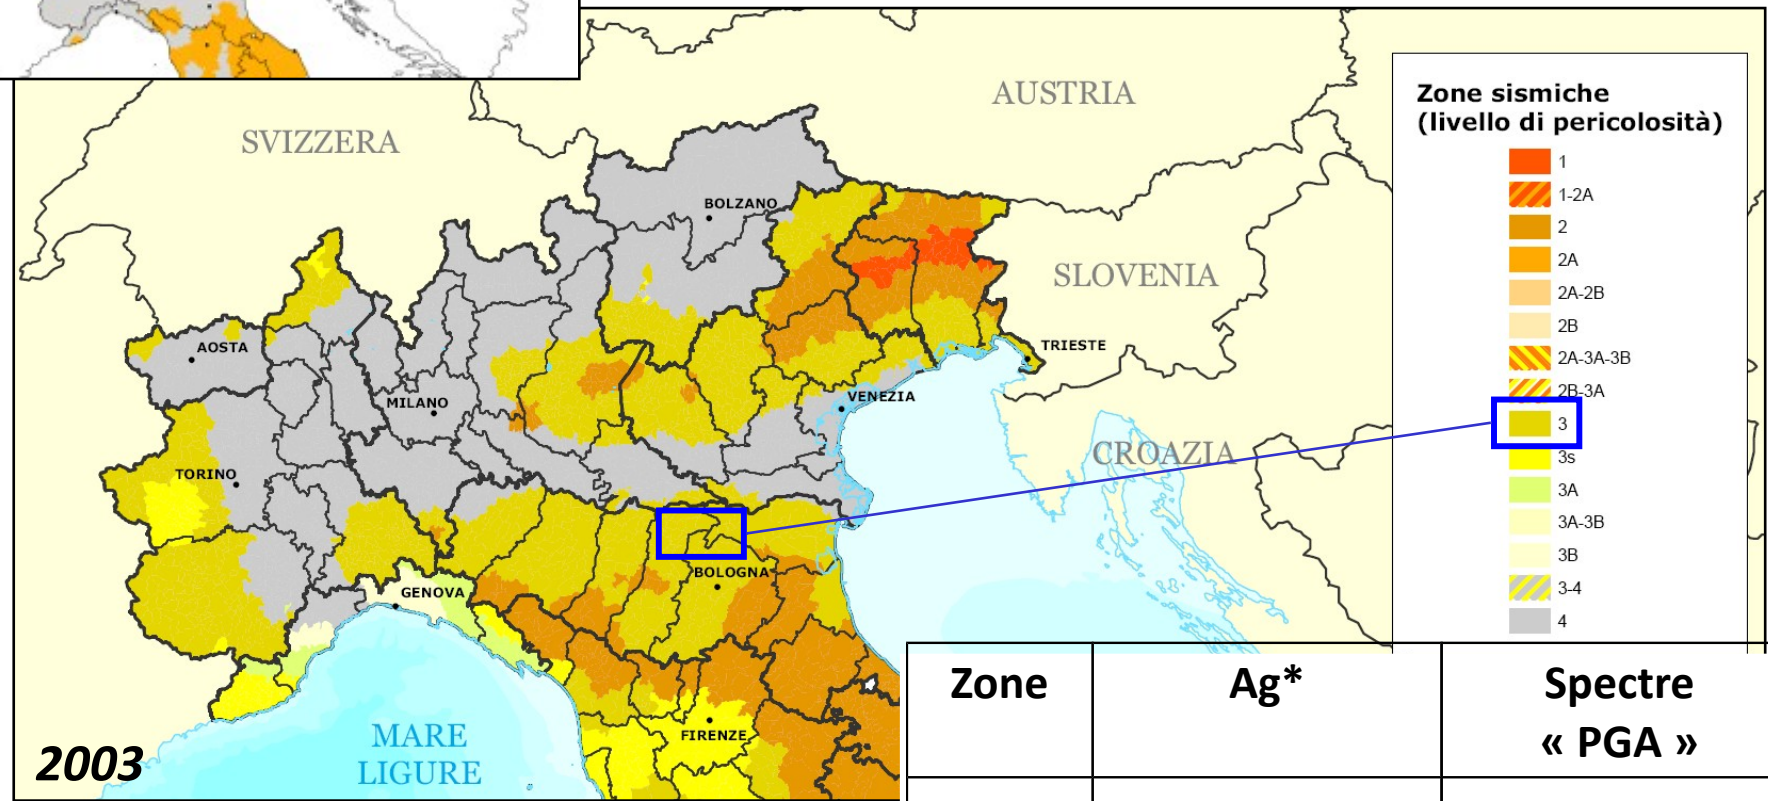 AUSTRIA
SVIZZERA
Zone sismiche
(livello di pericolosità)
1
1-2A
2
2A
2A-2B
2B
2A-3A-3B
2B-3A
3
3s
3A
3A-3B
3B
3-4
4
BOLZANO
SLOVENIA
AOSTA
TRIESTE
MILANO
VENEZIA
CROAZIA
TORINO
BOLOGNA
GENOVA
FIRENZE
MARE
LIGURE
2003
Zone
Ag*
Spectre
« PGA »